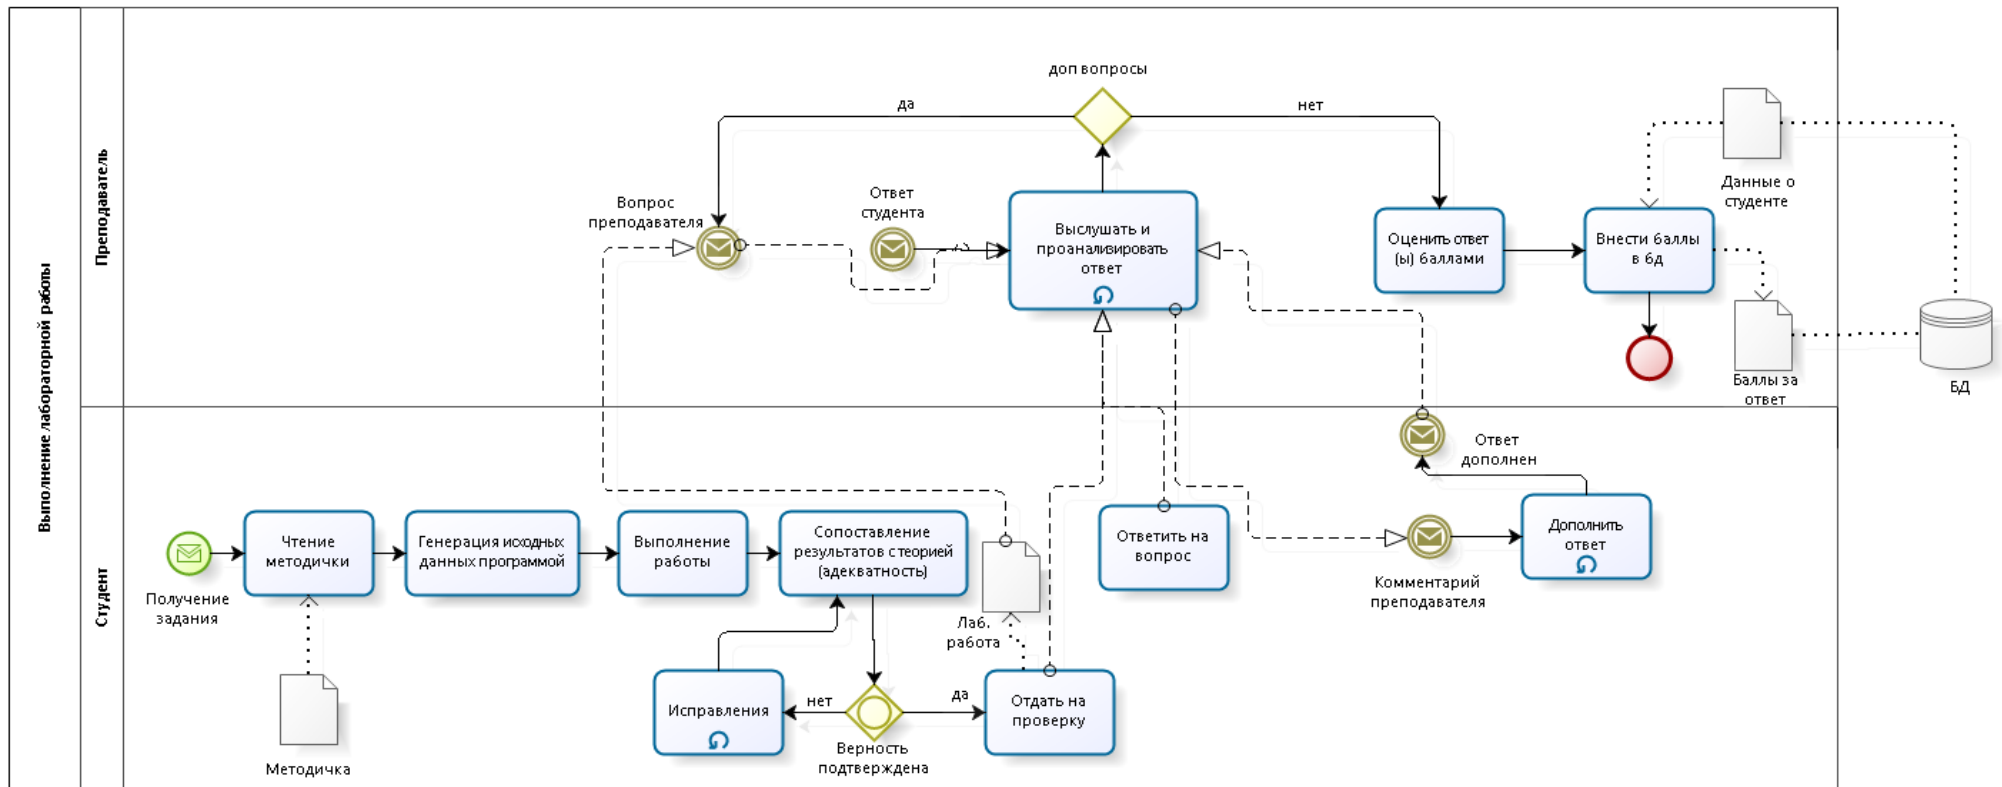 Выполнение лабораторной работы
Преподаватель
доп вопросы
да
нет
Вопрос
преподавателя
Ответ
студента
Выслушать и
проанализировать
ответ
Оценить ответ
(ы) баллами
Внести баллы
в бд
Данные о
студенте
Баллы за
ответ
БД
Студент
Получение
задания
Чтение
методички
Генерация исходных
данных программой
Выполнение
работы
Сопоставление
результатов с теорией
(адекватность)
Лаб.
работа
Ответить на
вопрос
Ответ
дополнен
Комментарий
преподавателя
Дополнить
ответ
Методичка
Исправления
нет
да
Верность
подтверждена
Отдать на
проверку